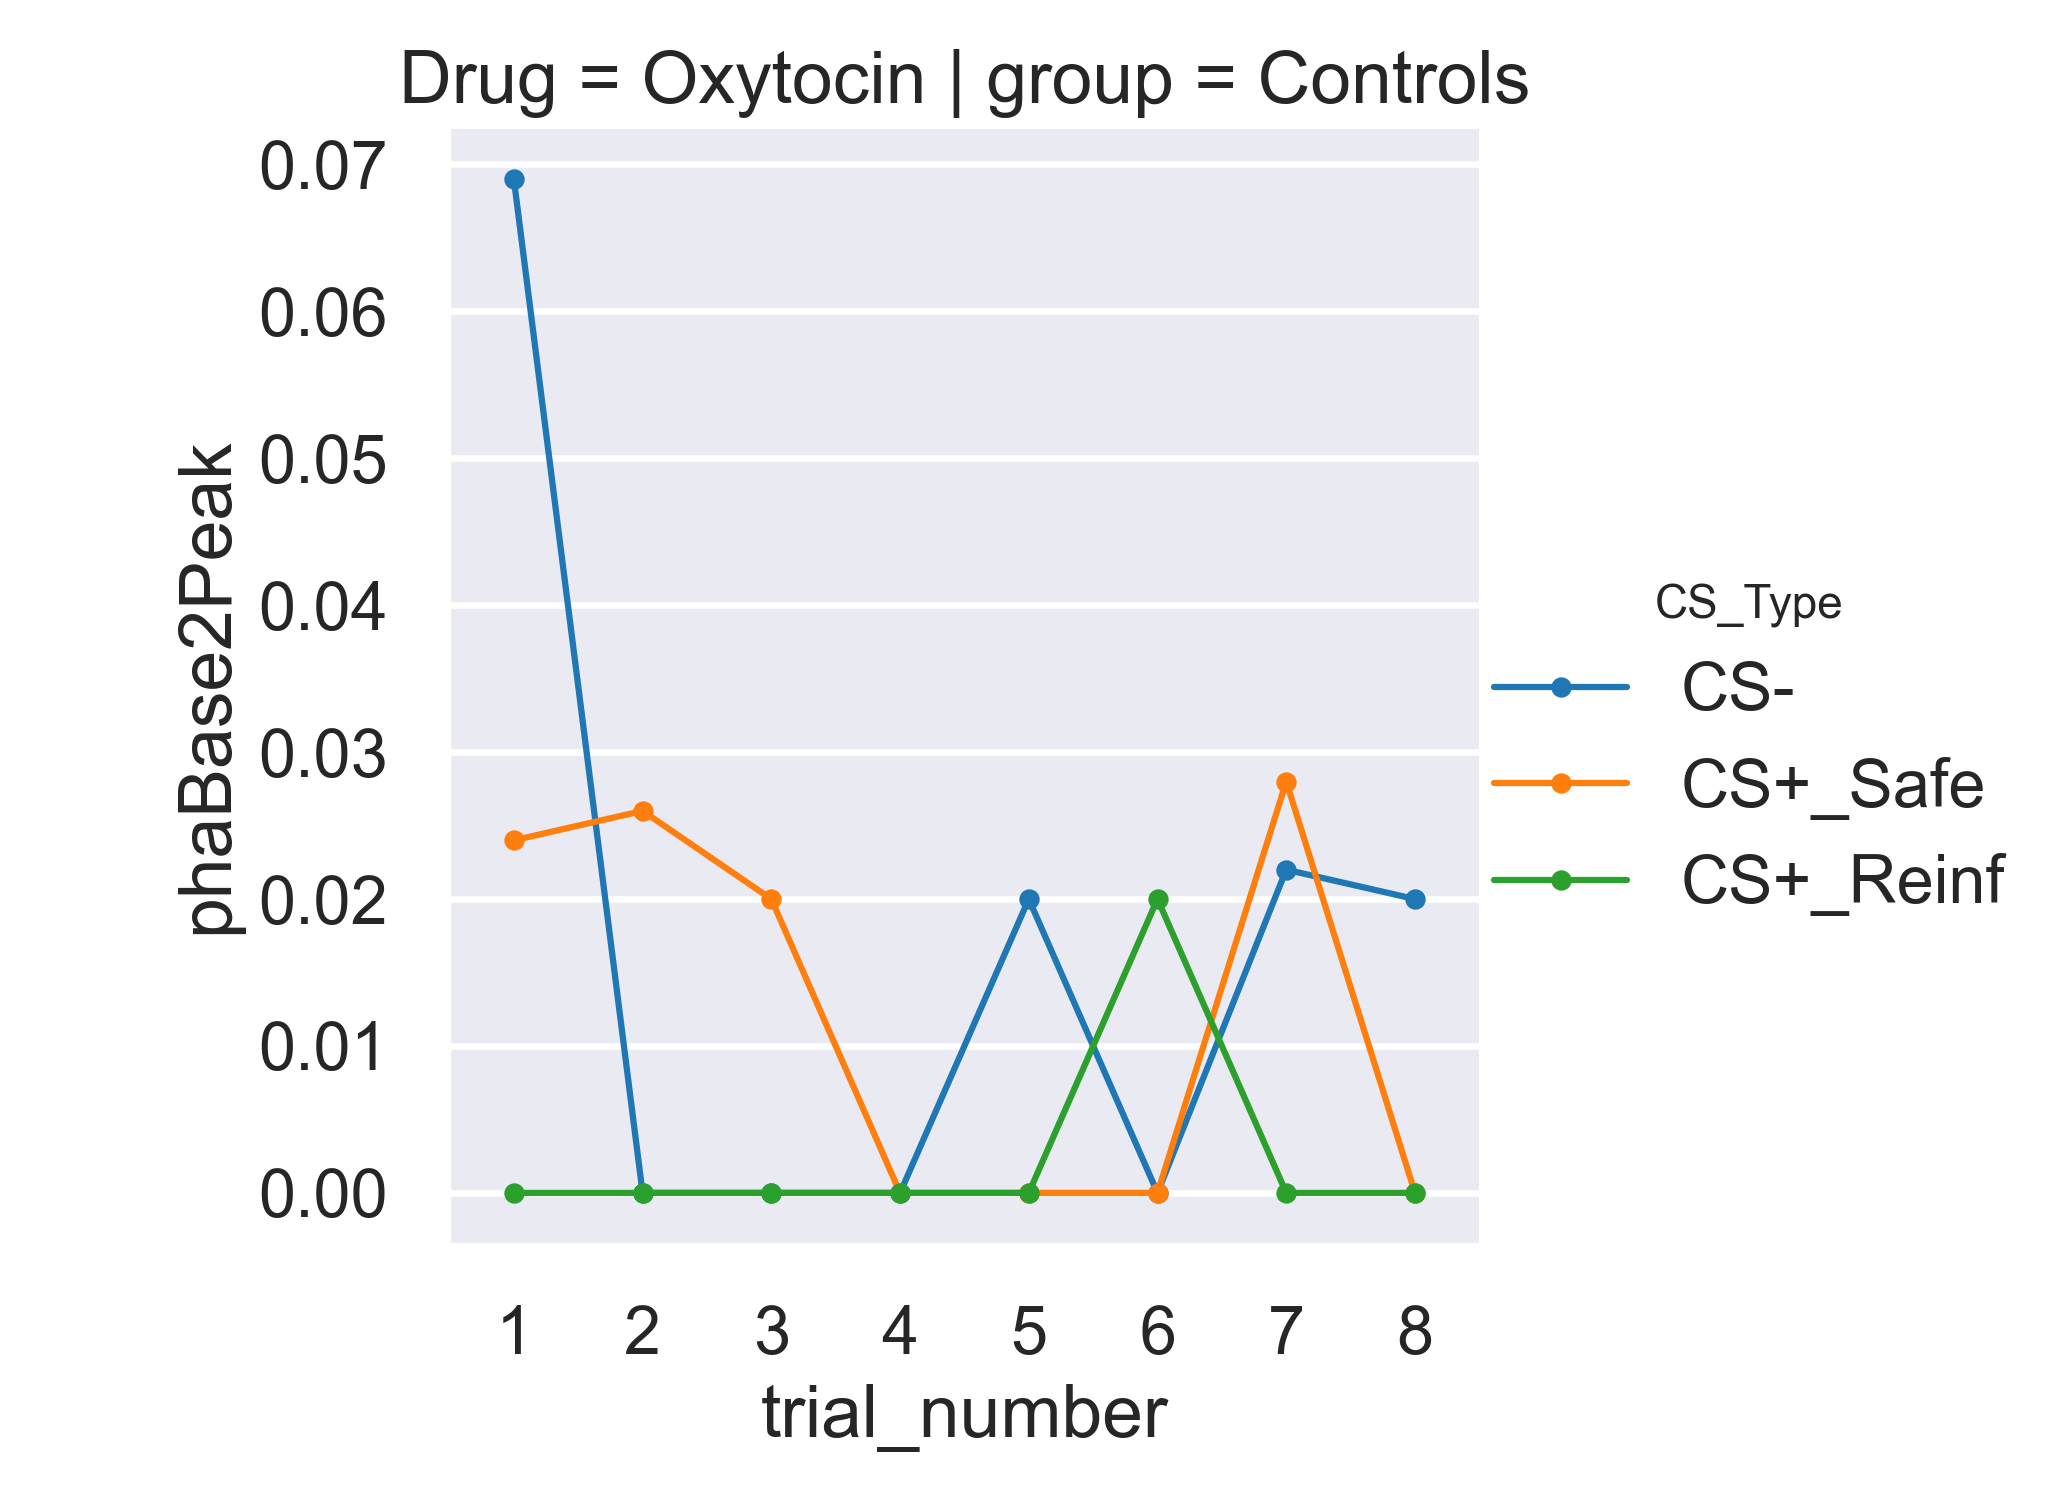 Drug = Oxytocin | group = Controls
0.07
0.06
0.05
0.04
0.03
0.02
0.01
0.00
phaBase2Peak
1 2 3 4 5 6 7 8
trial_number
CS_Type
CS-
CS+_Safe
CS+_Reinf